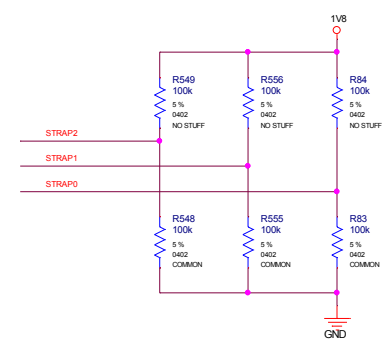 1V8
R549
100k
5 %
0402
NO STUFF
R556
100k
5 %
0402
NO STUFF
R84
100k
5 %
0402
NO STUFF
STRAP2
STRAP1
STRAP0
R548
100k
5 %
0402
COMMON
R555
100k
5 %
0402
COMMON
R83
100k
5 %
0402
COMMON
GND